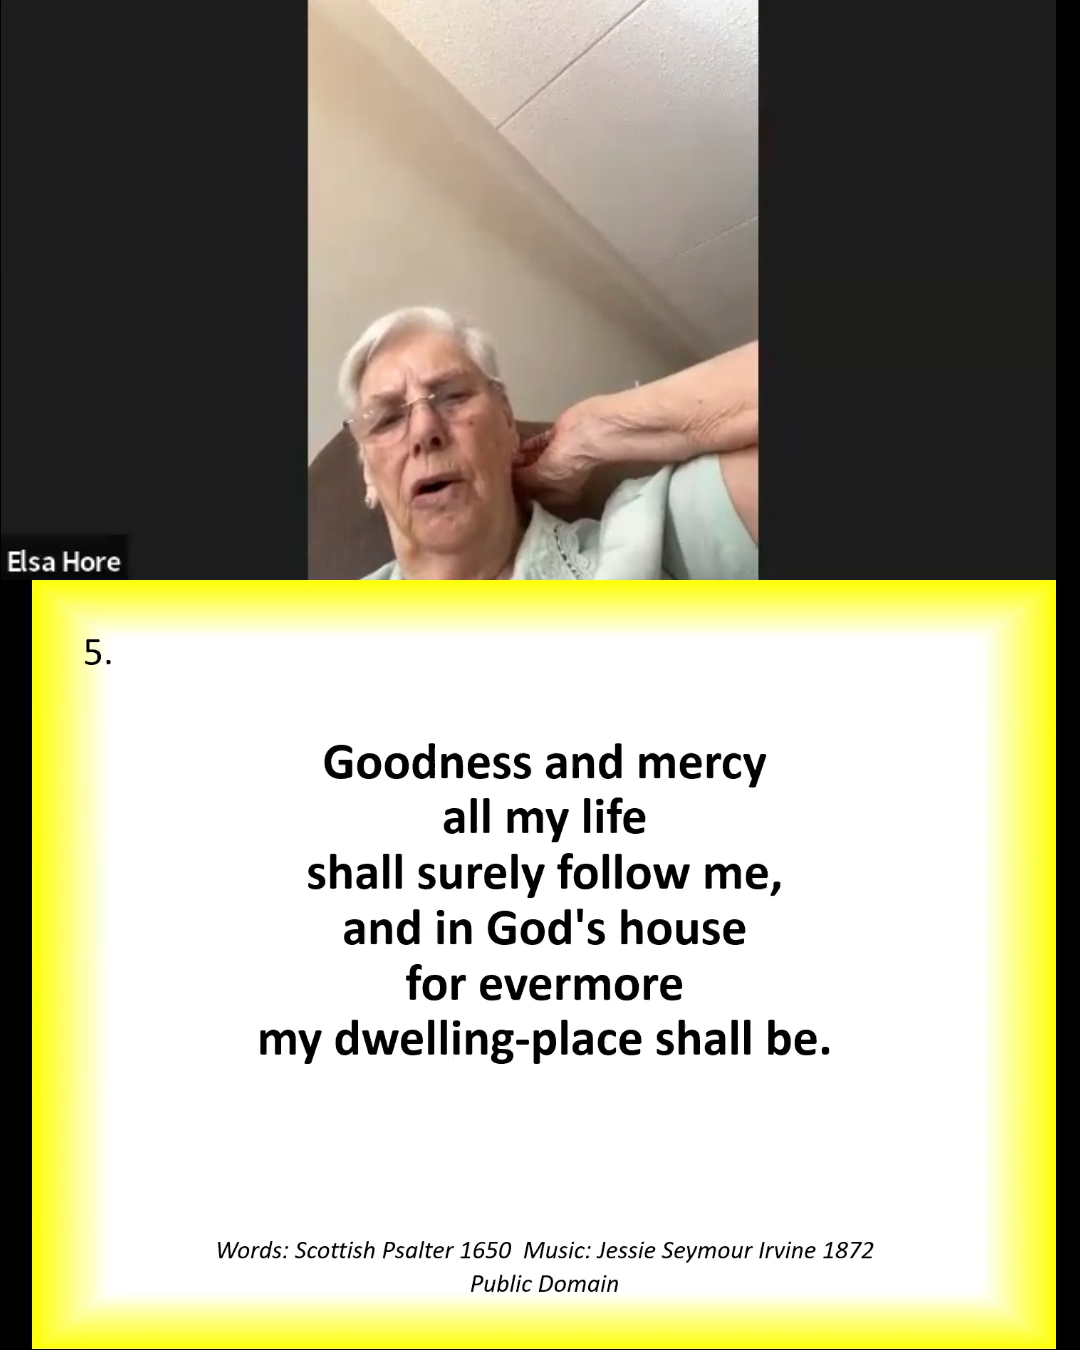 Elsa Hore
5.
Goodness and mercy
all my life
shall surely follow me,
and in God's house
for evermore
my dwelling-place shall be.
Words: Scottish Psalter 1650  Music: Jessie Seymour Irvine 1872
Public Domain